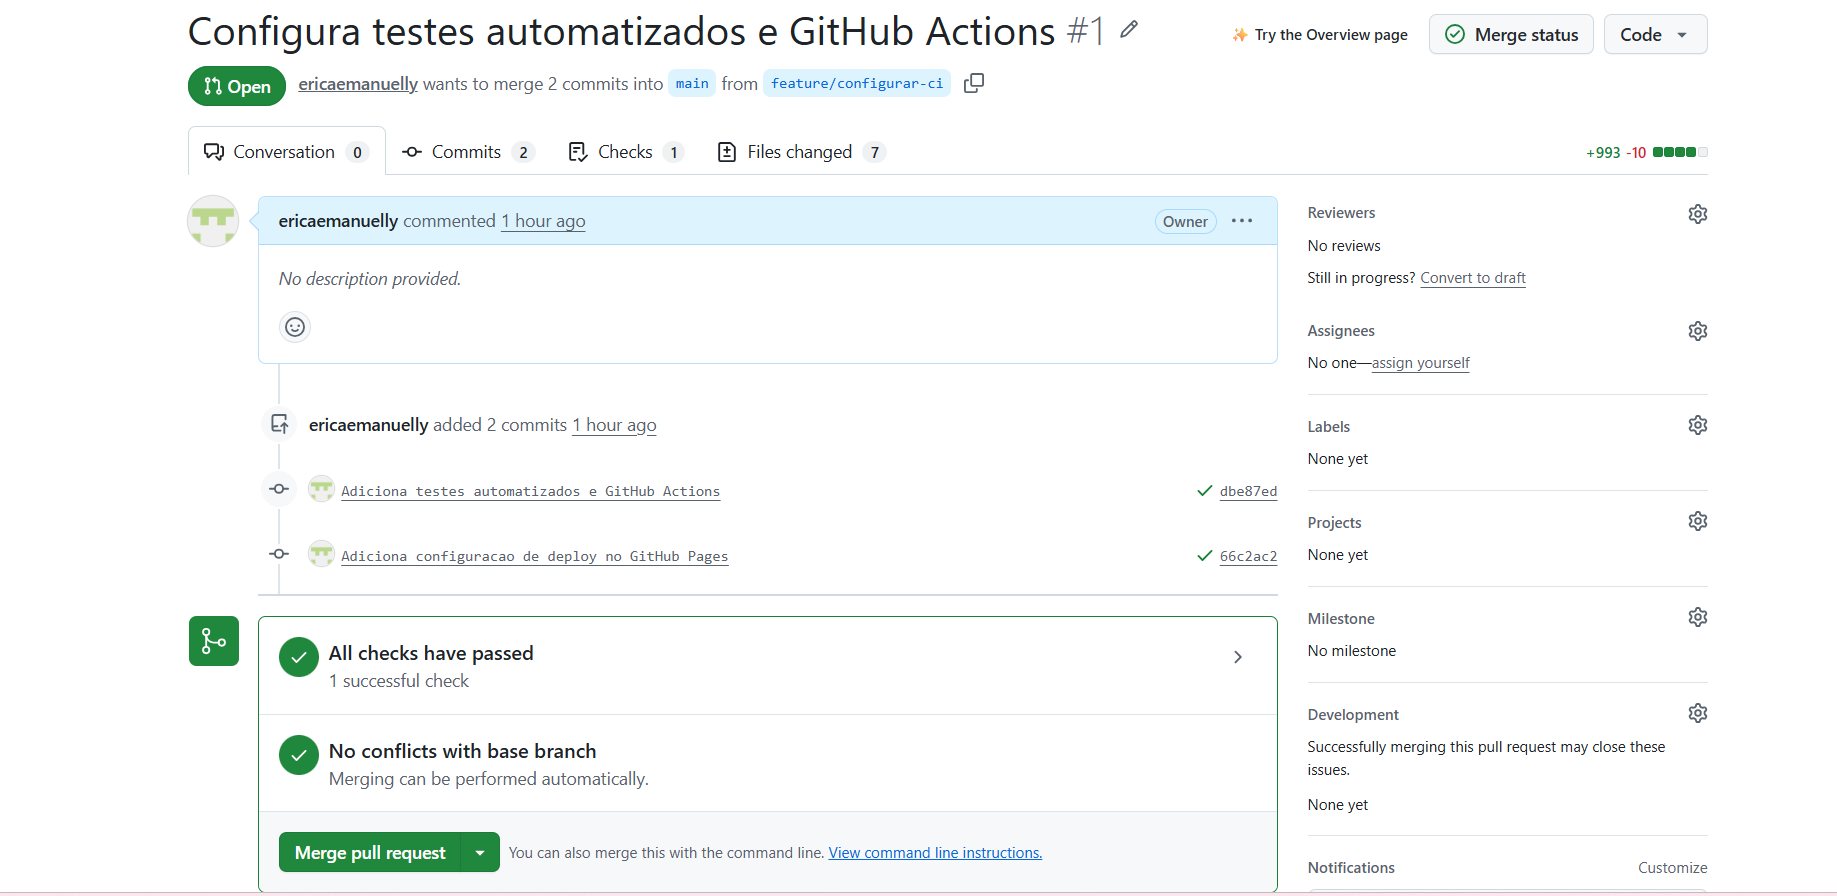 Configura testes automatizados e GitHub Actions #1
Try the Overview page
Merge status
Code
Open
ericaemanuelly wants to merge 2 commits into main from feature/configurar-ci
Conversation 0
Commits 2
Checks 1
Files changed 7
+993 -10
ericaemanuelly commented 1 hour ago
Owner
No description provided.
ericaemanuelly added 2 commits 1 hour ago
Adiciona testes automatizados e GitHub Actions
dbe87ed
Adiciona configuracao de deploy no GitHub Pages
66c2ac2
All checks have passed
1 successful check
No conflicts with base branch
Merging can be performed automatically.
Merge pull request
You can also merge this with the command line. View command line instructions.
Reviewers
No reviews
Still in progress? Convert to draft
Assignees
No one—assign yourself
Labels
None yet
Projects
None yet
Milestone
No milestone
Development
Successfully merging this pull request may close these
issues.
None yet
Notifications
Customize